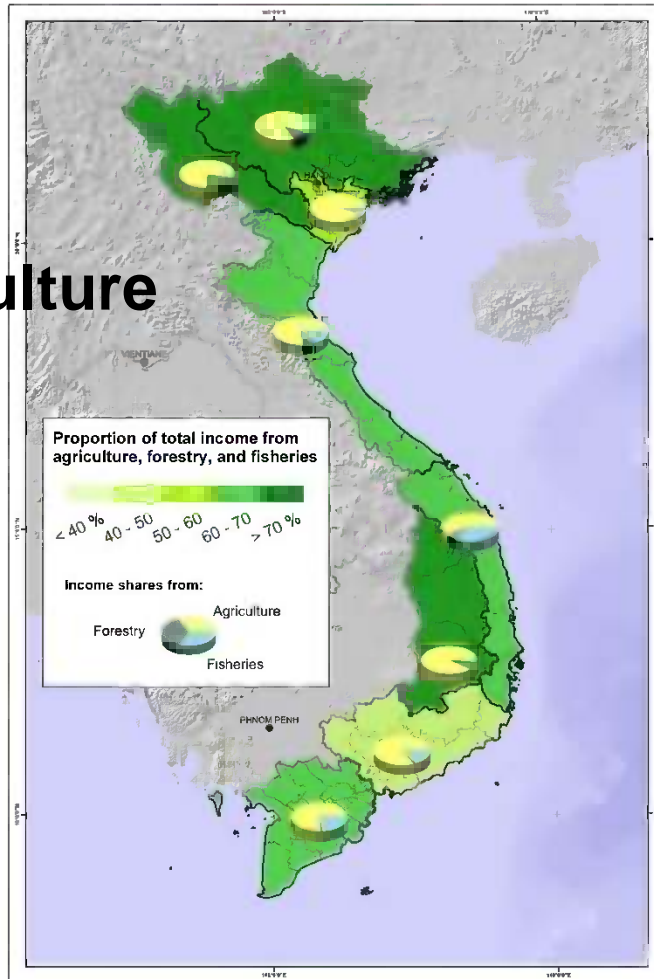 ulture
HANOI
VIENTIANE
Proportion of total income from
agriculture, forestry, and fisheries
< 40 %
40 - 50
50 - 60
60 - 70
> 70 %
Income shares from:
Agriculture
Forestry
Fisheries
PHNOM PENH